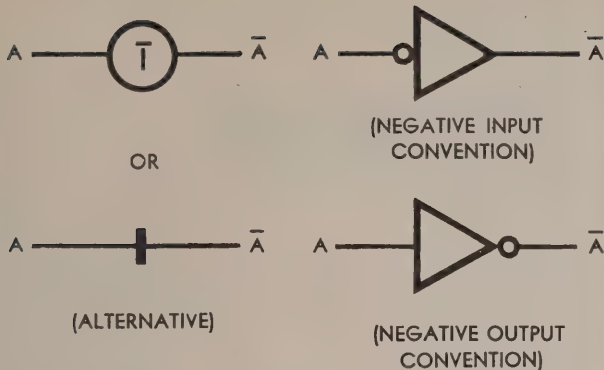 A Ī Ā
A Ā
(NEGATIVE INPUT
CONVENTION)
OR
A Ā
(ALTERNATIVE)
A Ā
(NEGATIVE OUTPUT
CONVENTION)